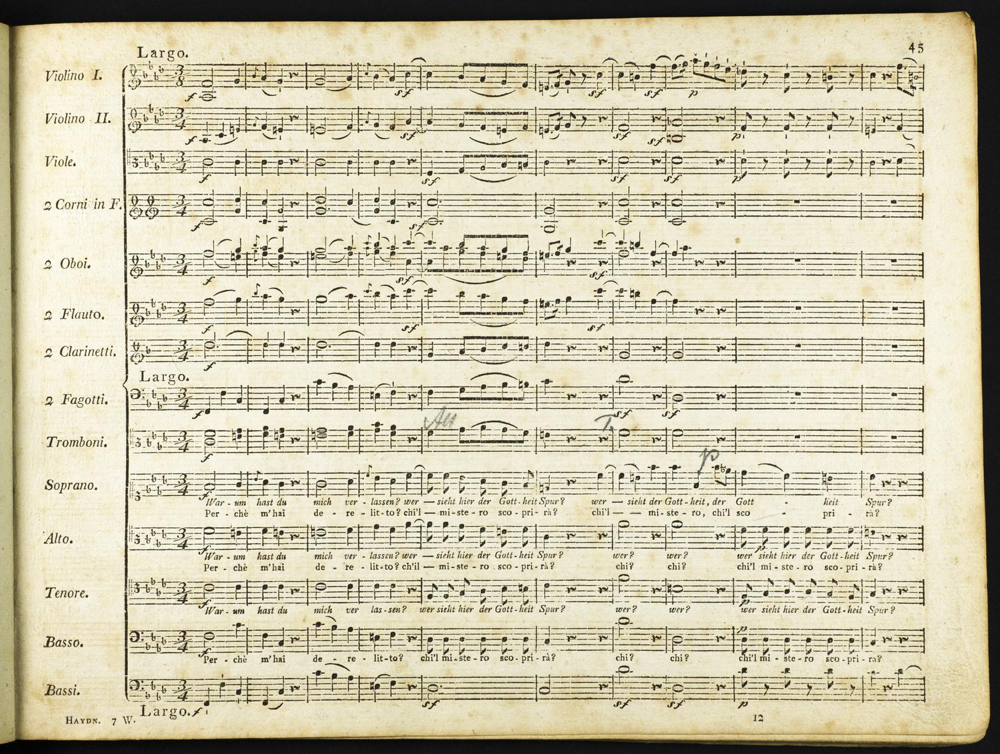 45
Largo.
Violino I.
Violino II.
Viole.
2 Corni in F.
2 Oboi.
2 Flauto.
2 Clarinetti.
Largo.
2 Fagotti.
Tromboni.
Soprano.
War - um hast du mich ver - lassen? wer — sieht hier der Gott - heit Spur? wer — sieht der Gott - heit, der Gott - heit Spur?
Per - chè m'hai de - re - lit - to? chi'l — mi - ste - ro sco - pri - rà? chi'l — — mi - ste - ro, chi'l sco - pri - rà?
Alto.
War - um hast du mich ver - lassen? wer — sieht hier der Gott - heit Spur? wer? wer? wer sieht hier der Gott - heit Spur?
Per - chè m'hai de - re - lit - to? ch'il — mi - ste - ro sco - pri - rà? chi? chi? chi'l mi - ste - ro sco - pri - rà?
Tenore.
War - um hast du mich ver las - sen? wer sieht hier der Gott - heit Spur? wer? wer? wer sieht hier der Gott - heit Spur?
Basso.
Per - chè m'hai de - re - lit - to? chi'l mi - ste - ro sco - pri - rà? chi? chi? chi'l mi - ste - ro sco - pri - rà?
Bassi.
Largo.
HAYDN. 7 W.
12